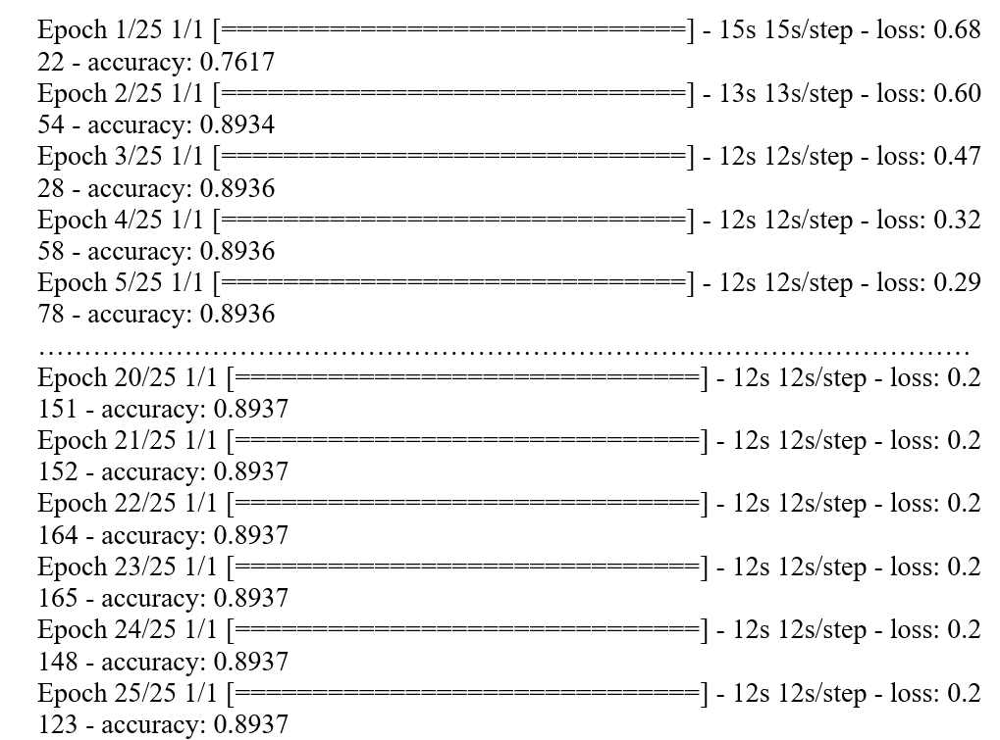 Epoch 1/25 1/1 [==============================] - 15s 15s/step - loss: 0.68
22 - accuracy: 0.7617
Epoch 2/25 1/1 [==============================] - 13s 13s/step - loss: 0.60
54 - accuracy: 0.8934
Epoch 3/25 1/1 [==============================] - 12s 12s/step - loss: 0.47
28 - accuracy: 0.8936
Epoch 4/25 1/1 [==============================] - 12s 12s/step - loss: 0.32
58 - accuracy: 0.8936
Epoch 5/25 1/1 [==============================] - 12s 12s/step - loss: 0.29
78 - accuracy: 0.8936
……………………………………………………………………………………
Epoch 20/25 1/1 [==============================] - 12s 12s/step - loss: 0.2
151 - accuracy: 0.8937
Epoch 21/25 1/1 [==============================] - 12s 12s/step - loss: 0.2
152 - accuracy: 0.8937
Epoch 22/25 1/1 [==============================] - 12s 12s/step - loss: 0.2
164 - accuracy: 0.8937
Epoch 23/25 1/1 [==============================] - 12s 12s/step - loss: 0.2
165 - accuracy: 0.8937
Epoch 24/25 1/1 [==============================] - 12s 12s/step - loss: 0.2
148 - accuracy: 0.8937
Epoch 25/25 1/1 [==============================] - 12s 12s/step - loss: 0.2
123 - accuracy: 0.8937